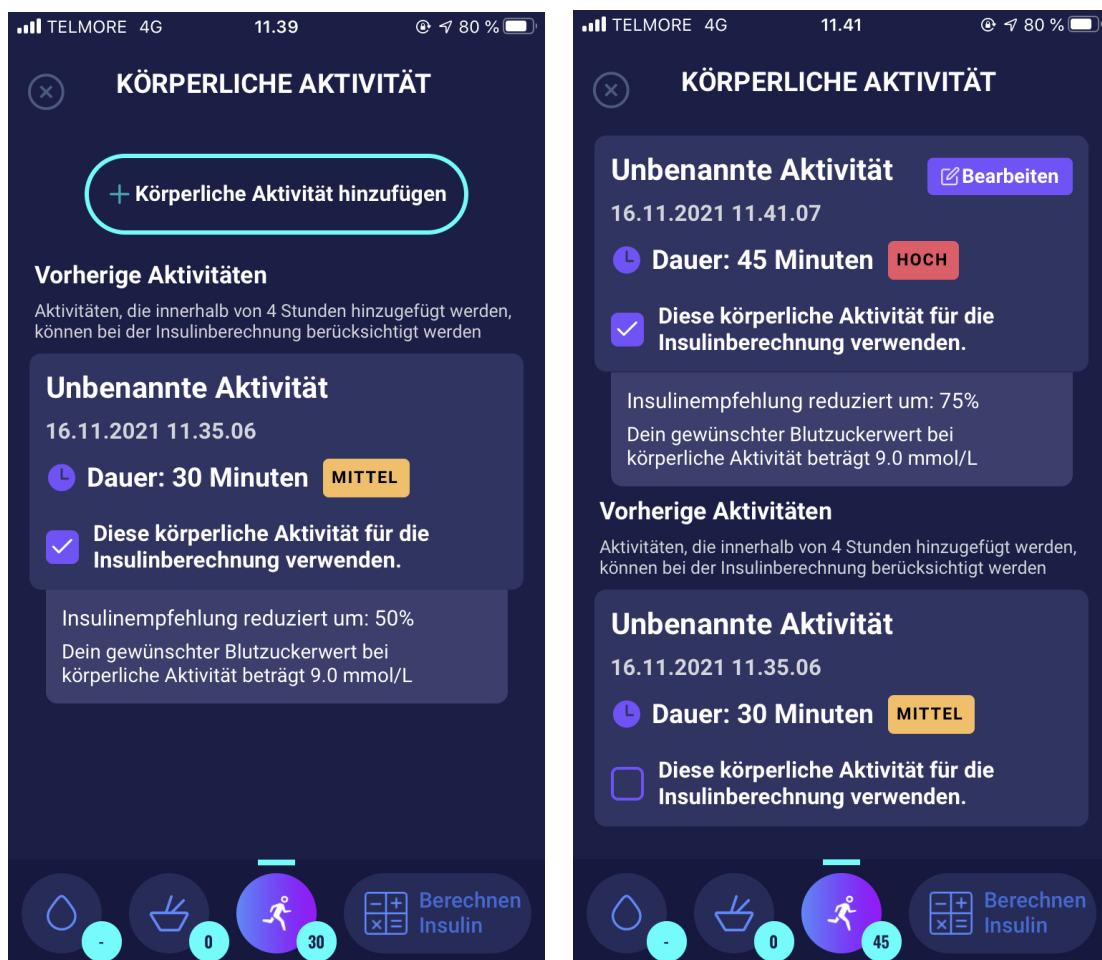 TELMORE 4G 11.39 80 %
KÖRPERLICHE AKTIVITÄT
Körperliche Aktivität hinzufügen
Vorherige Aktivitäten
Aktivitäten, die innerhalb von 4 Stunden hinzugefügt werden,
können bei der Insulinberechnung berücksichtigt werden
Unbenannte Aktivität
16.11.2021 11.35.06
Dauer: 30 Minuten MITTEL
Diese körperliche Aktivität für die
Insulinberechnung verwenden.
Insulinempfehlung reduziert um: 50%
Dein gewünschter Blutzuckerwert bei
körperliche Aktivität beträgt 9.0 mmol/L
- 0 30
Berechnen
Insulin
TELMORE 4G 11.41 80 %
KÖRPERLICHE AKTIVITÄT
Unbenannte Aktivität Bearbeiten
16.11.2021 11.41.07
Dauer: 45 Minuten HOCH
Diese körperliche Aktivität für die
Insulinberechnung verwenden.
Insulinempfehlung reduziert um: 75%
Dein gewünschter Blutzuckerwert bei
körperliche Aktivität beträgt 9.0 mmol/L
Vorherige Aktivitäten
Aktivitäten, die innerhalb von 4 Stunden hinzugefügt werden,
können bei der Insulinberechnung berücksichtigt werden
Unbenannte Aktivität
16.11.2021 11.35.06
Dauer: 30 Minuten MITTEL
Diese körperliche Aktivität für die
Insulinberechnung verwenden.
- 0 45
Berechnen
Insulin